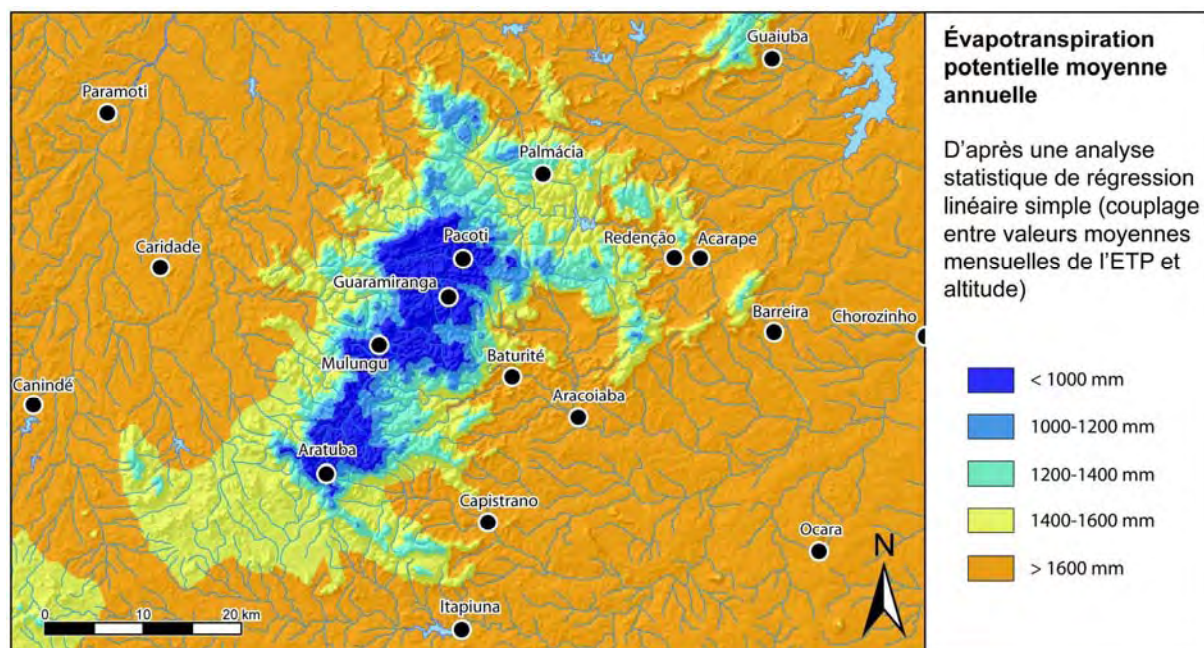 Guaiuba
Paramoti
Palmácia
Pacoti
Redenção
Acarape
Caridade
Guaramiranga
Barreira
Chorozinho
Mulungu
Baturité
Canindé
Aracoiaba
Aratuba
Capistrano
Ocara
N
Itapiuna
0 10 20 km
Évapotranspiration
potentielle moyenne
annuelle
D'après une analyse
statistique de régression
linéaire simple (couplage
entre valeurs moyennes
mensuelles de l'ETP et
altitude)
< 1000 mm
1000-1200 mm
1200-1400 mm
1400-1600 mm
> 1600 mm